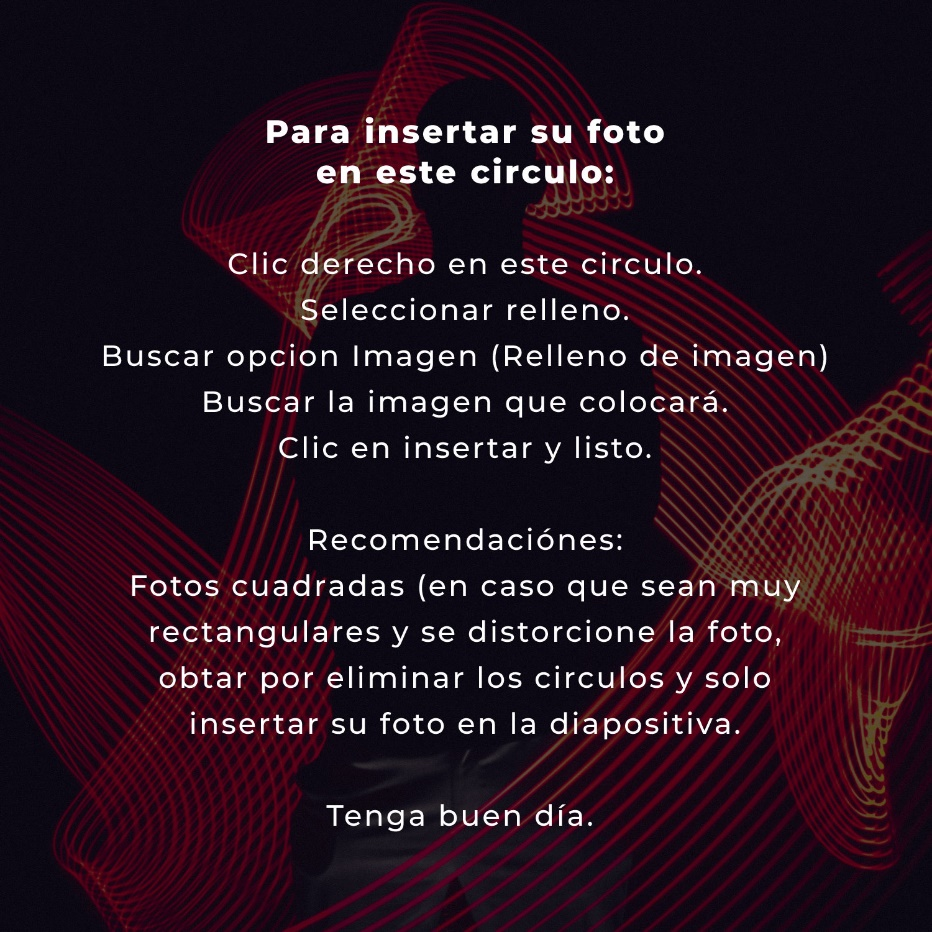 Para insertar su foto
en este circulo:
Clic derecho en este circulo.
Seleccionar relleno.
Buscar opcion Imagen (Relleno de imagen)
Buscar la imagen que colocará.
Clic en insertar y listo.
Recomendaciónes:
Fotos cuadradas (en caso que sean muy
rectangulares y se distorcione la foto,
obtar por eliminar los circulos y solo
insertar su foto en la diapositiva.
Tenga buen día.